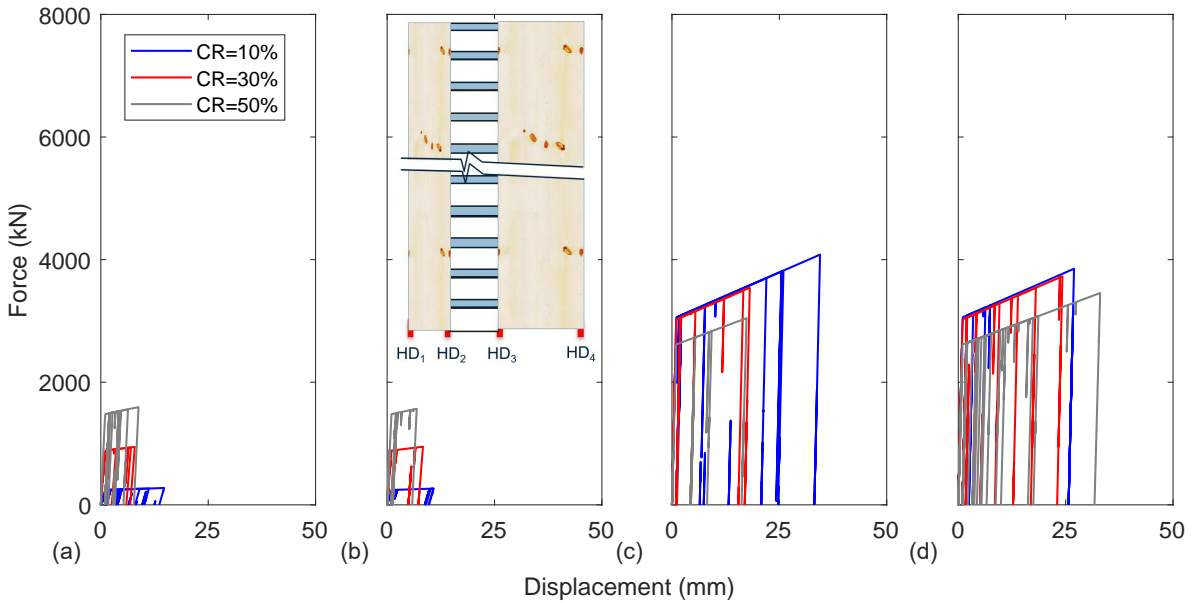 8000
6000
4000
2000
0
Force (kN)
CR=10%
CR=30%
CR=50%
HD₁ HD₂ HD₃ HD₄
0 25 50 0 25 50 0 25 50 0 25 50
(a) (b) (c) (d)
Displacement (mm)